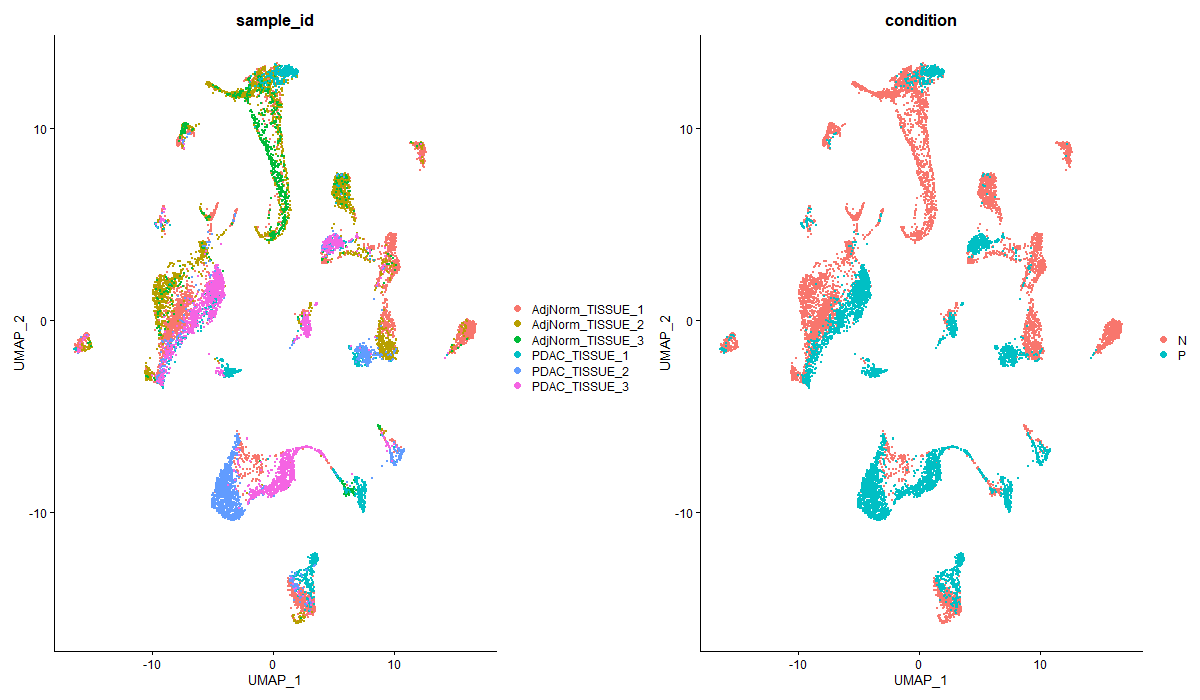 sample_id
10
0
-10
UMAP_2
-10
0
10
UMAP_1
AdjNorm_TISSUE_1
AdjNorm_TISSUE_2
AdjNorm_TISSUE_3
PDAC_TISSUE_1
PDAC_TISSUE_2
PDAC_TISSUE_3
condition
10
0
-10
UMAP_2
-10
0
10
UMAP_1
N
P